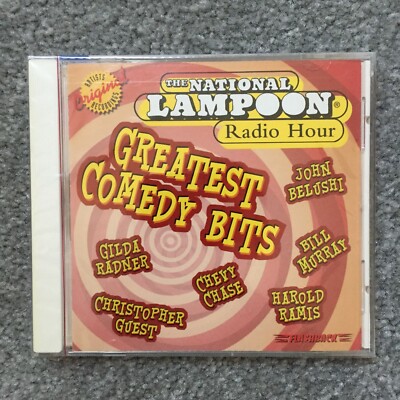 ARTISTS
Original
RECORDINGS
THE NATIONAL
LAMPOON®
Radio Hour
GREATEST
COMEDY BITS
JOHN
BELUSHI
GILDA
RADNER
BILL
MURRAY
CHEVY
CHASE
CHRISTOPHER
GUEST
HAROLD
RAMIS
FLASHBACK